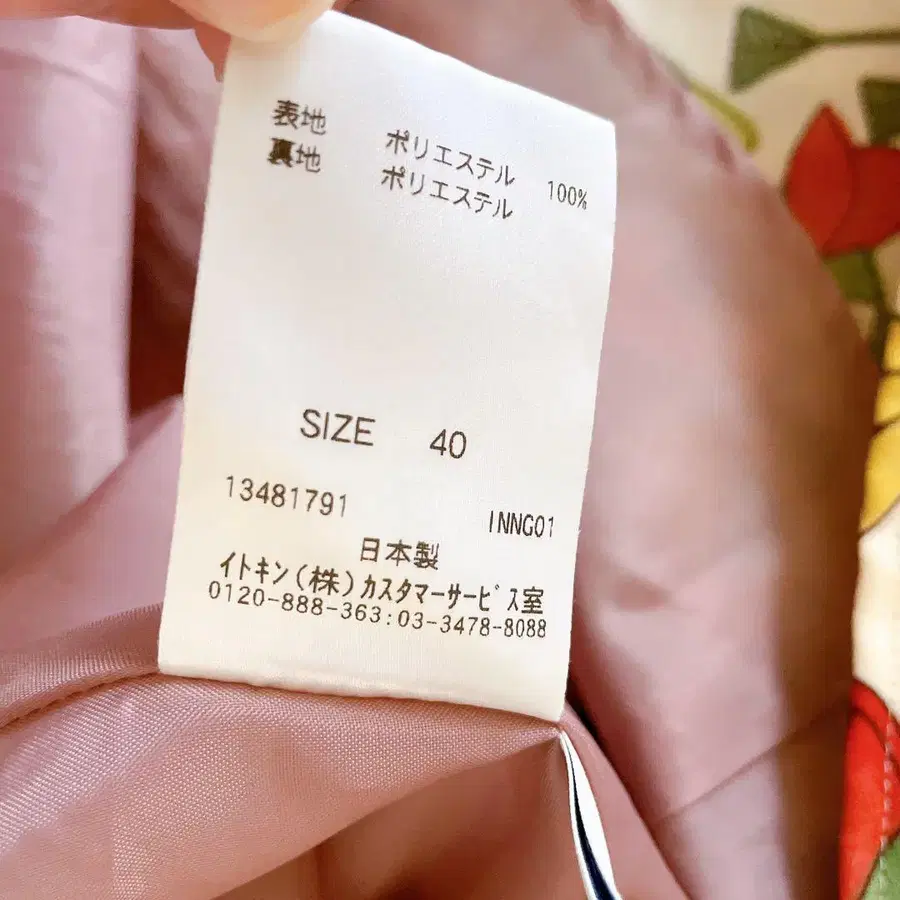 表地 ポリエステル 100%
裏地 ポリエステル
SIZE 40
13481791 INNG01
日本製
イトキン(株)カスタマーサービス室
0120-888-363:03-3478-8088